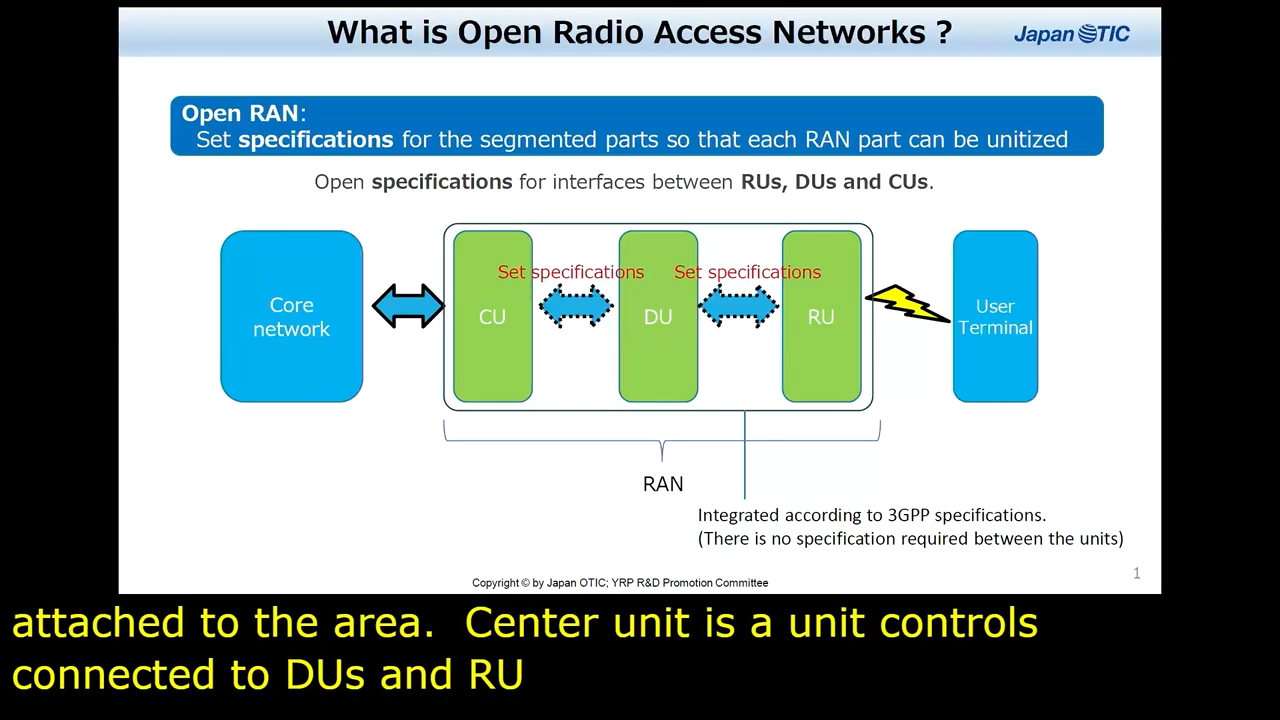 What is Open Radio Access Networks ?
Japan OTIC
Open RAN:
Set specifications for the segmented parts so that each RAN part can be unitized
Open specifications for interfaces between RUs, DUs and CUs.
Core
network
CU
Set specifications
DU
Set specifications
RU
User
Terminal
RAN
Integrated according to 3GPP specifications.
(There is no specification required between the units)
1
Copyright © by Japan OTIC; YRP R&D Promotion Committee
attached to the area.  Center unit is a unit controls
connected to DUs and RU